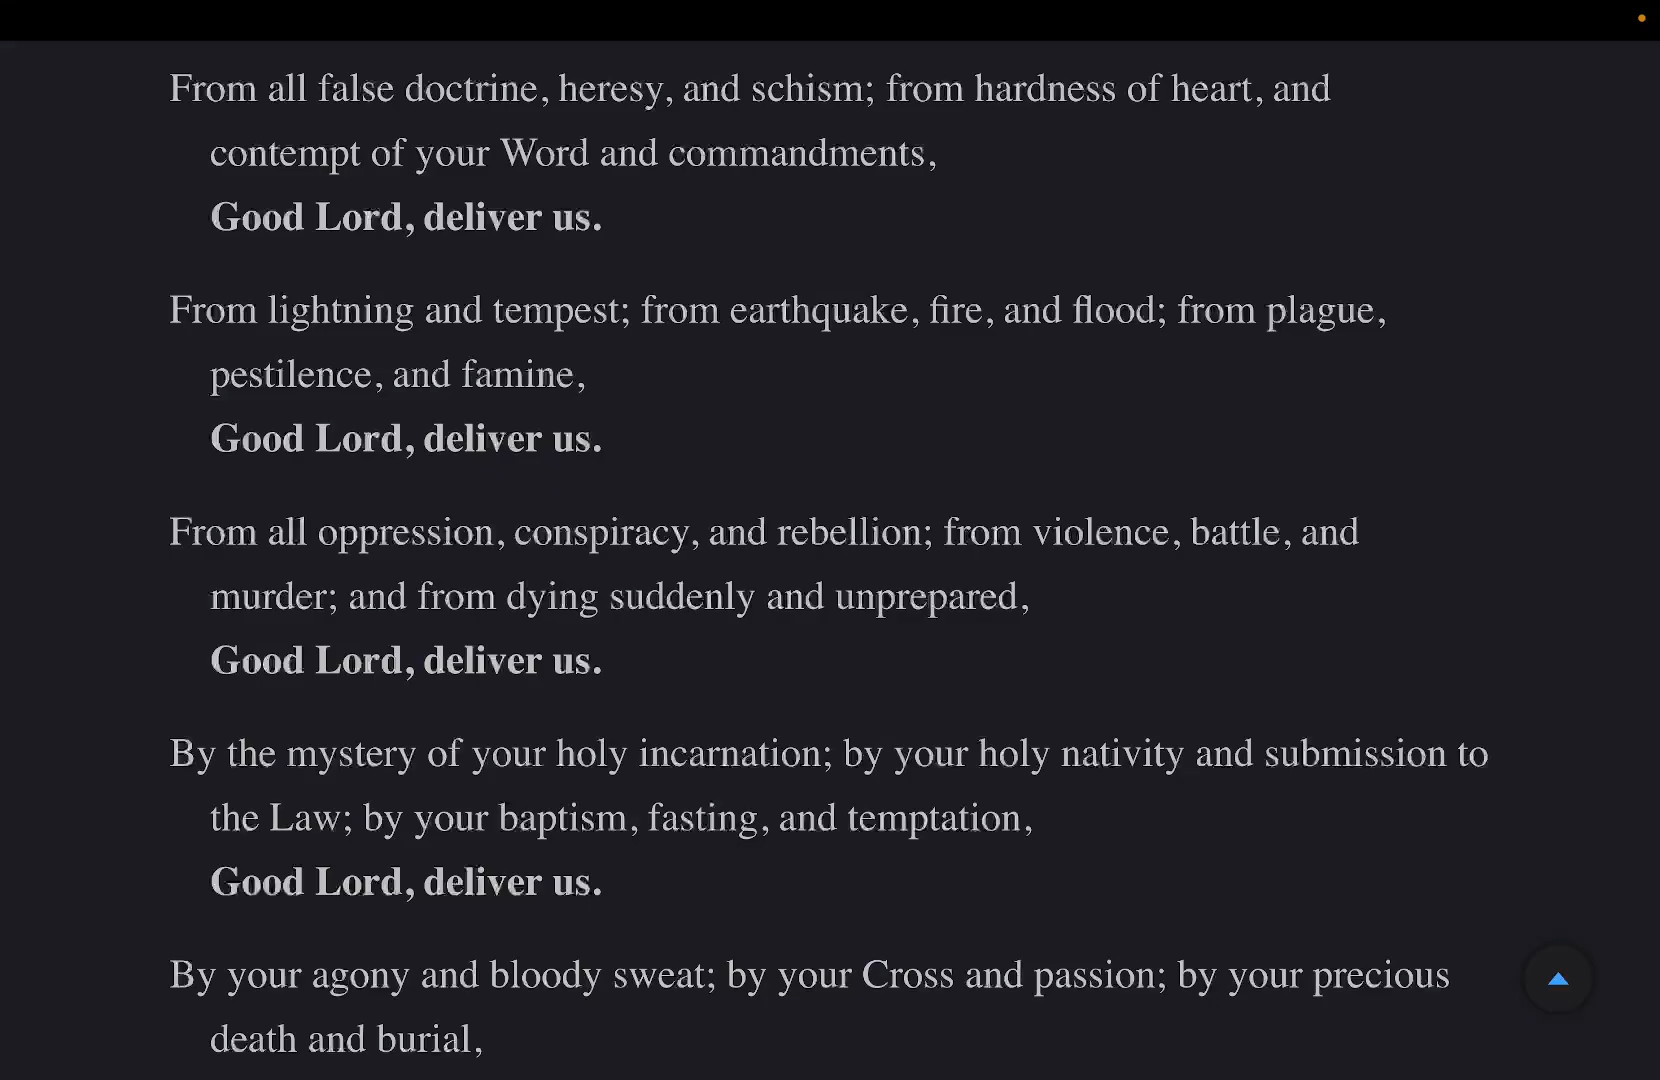 From all false doctrine, heresy, and schism; from hardness of heart, and
contempt of your Word and commandments,
Good Lord, deliver us.
From lightning and tempest; from earthquake, fire, and flood; from plague,
pestilence, and famine,
Good Lord, deliver us.
From all oppression, conspiracy, and rebellion; from violence, battle, and
murder; and from dying suddenly and unprepared,
Good Lord, deliver us.
By the mystery of your holy incarnation; by your holy nativity and submission to
the Law; by your baptism, fasting, and temptation,
Good Lord, deliver us.
By your agony and bloody sweat; by your Cross and passion; by your precious
death and burial,